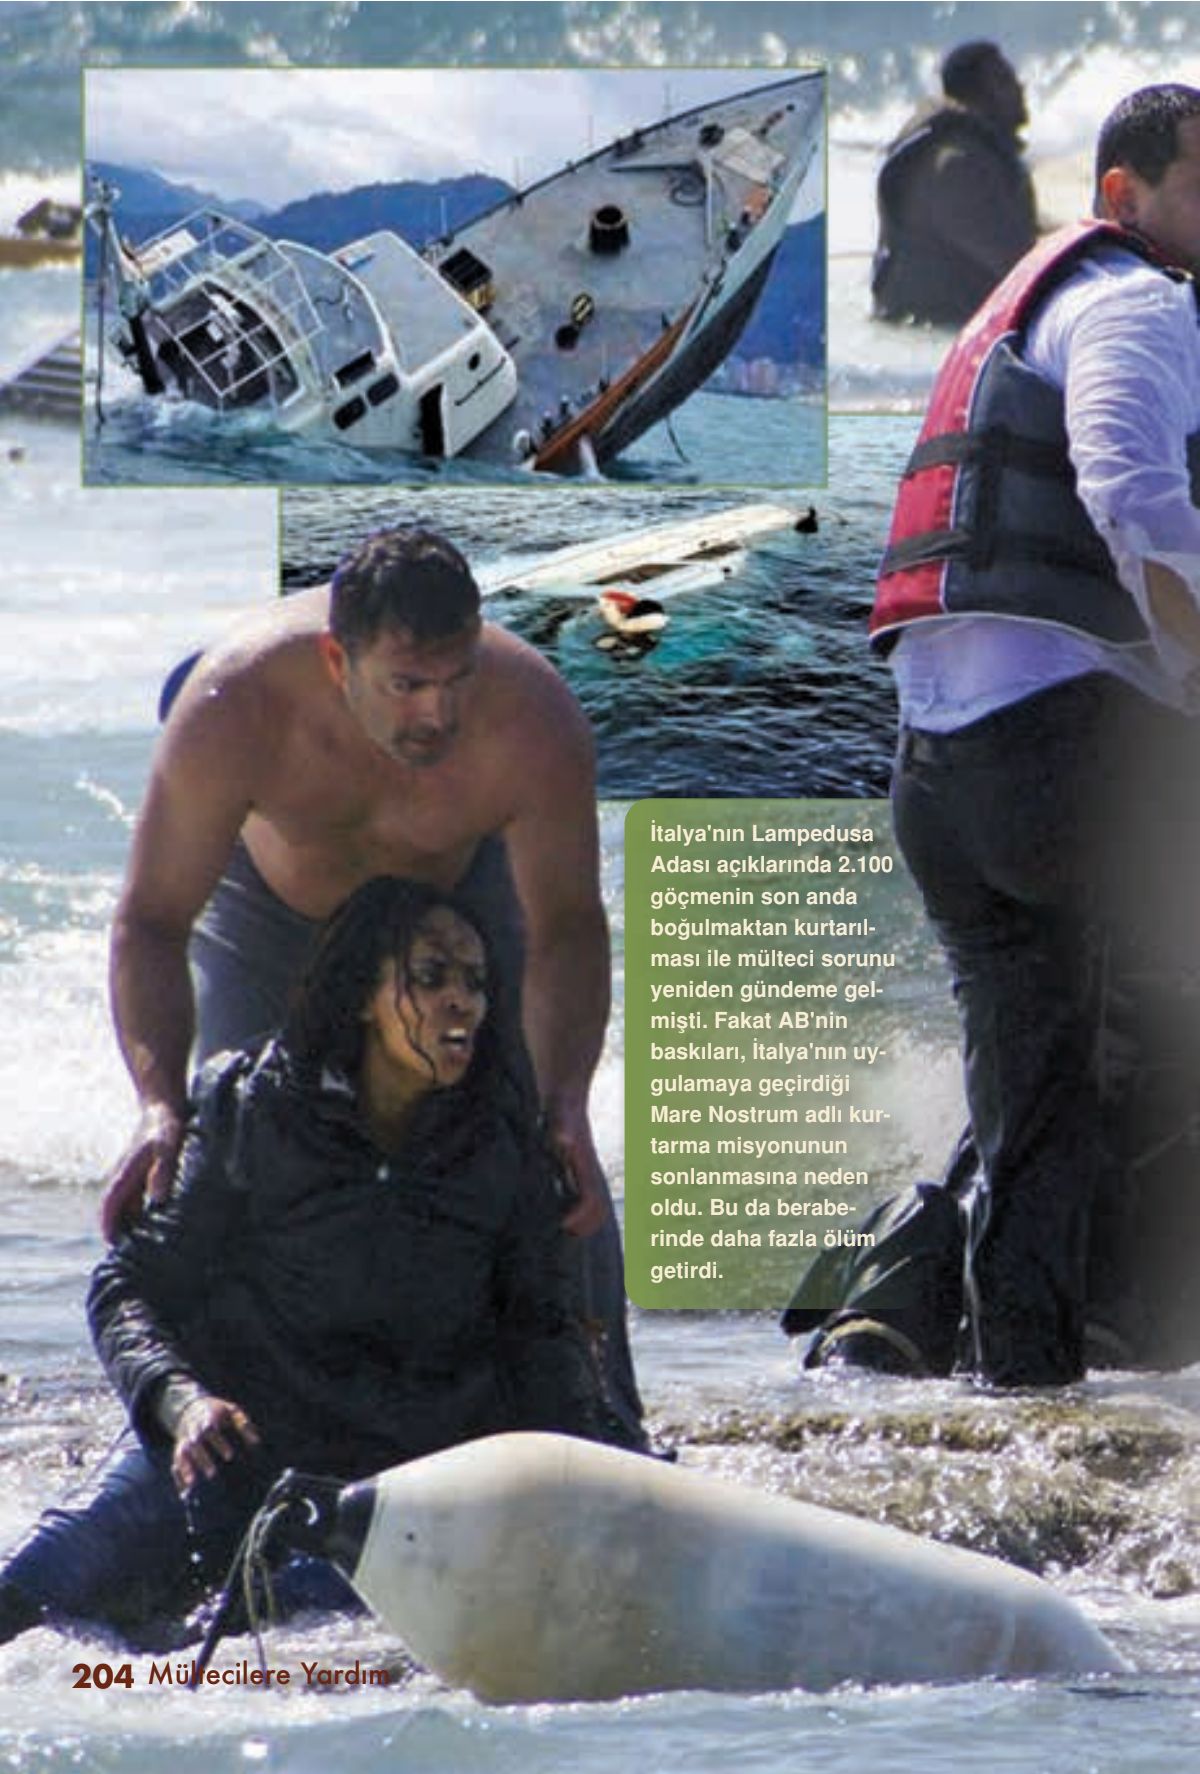 İtalya'nın Lampedusa
Adası açıklarında 2.100
göçmenin son anda
boğulmaktan kurtarıl-
ması ile mülteci sorunu
yeniden gündeme gel-
mişti. Fakat AB'nin
baskıları, İtalya'nın uy-
gulamaya geçirdiği
Mare Nostrum adlı kur-
tarma misyonunun
sonlanmasına neden
oldu. Bu da berabe-
rinde daha fazla ölüm
getirdi.
204 Mültecilere Yardım